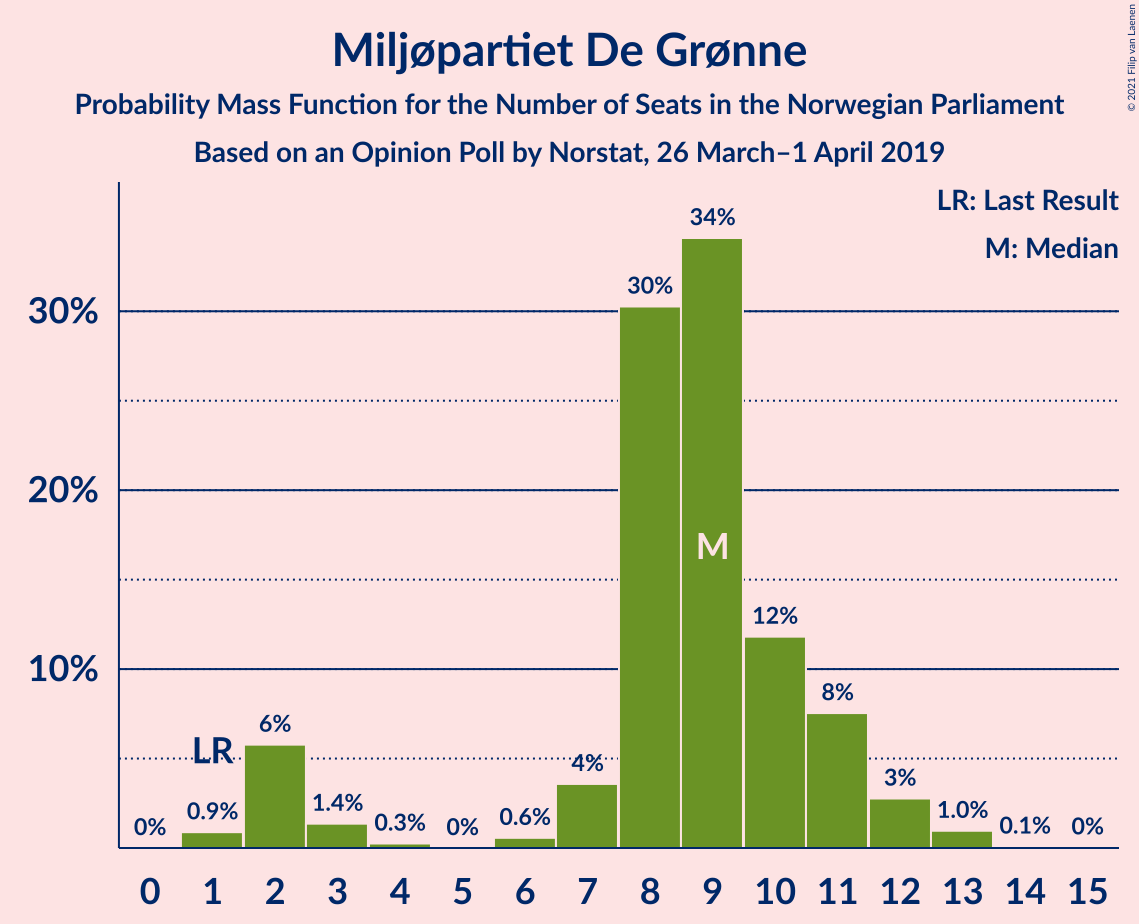 Miljøpartiet De Grønne
Probability Mass Function for the Number of Seats in the Norwegian Parliament
Based on an Opinion Poll by Norstat, 26 March–1 April 2019
© 2021 Filip van Laenen
LR: Last Result
M: Median
30%
20%
10%
0%
0.9%
6%
1.4%
0.3%
0%
0.6%
4%
30%
34%
12%
8%
3%
1.0%
0.1%
0%
LR
M
0 1 2 3 4 5 6 7 8 9 10 11 12 13 14 15